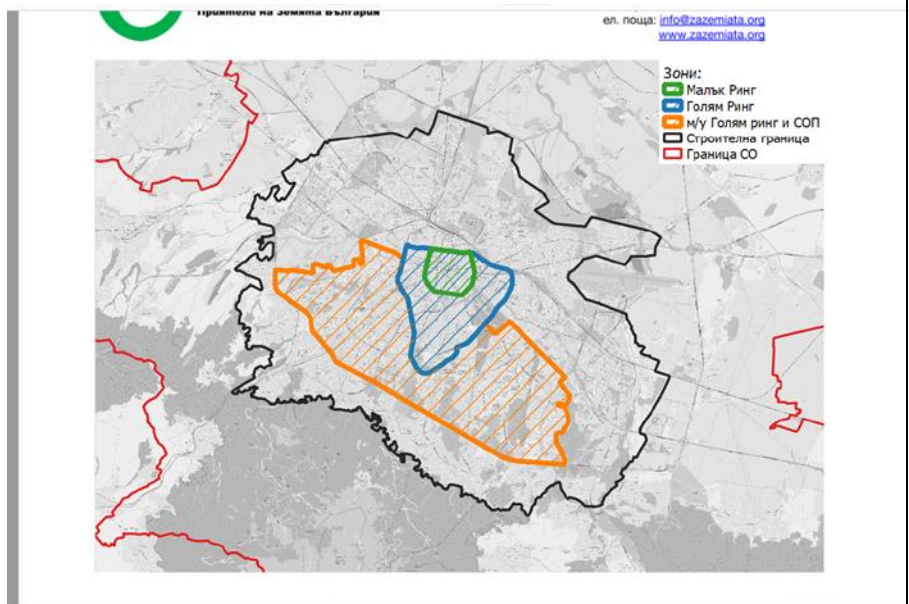 Приятели на Земята България
ел. поща: info@zazemiata.org
www.zazemiata.org
Зони:
Малък Ринг
Голям Ринг
м/у Голям ринг и СОП
Строителна граница
Граница СО